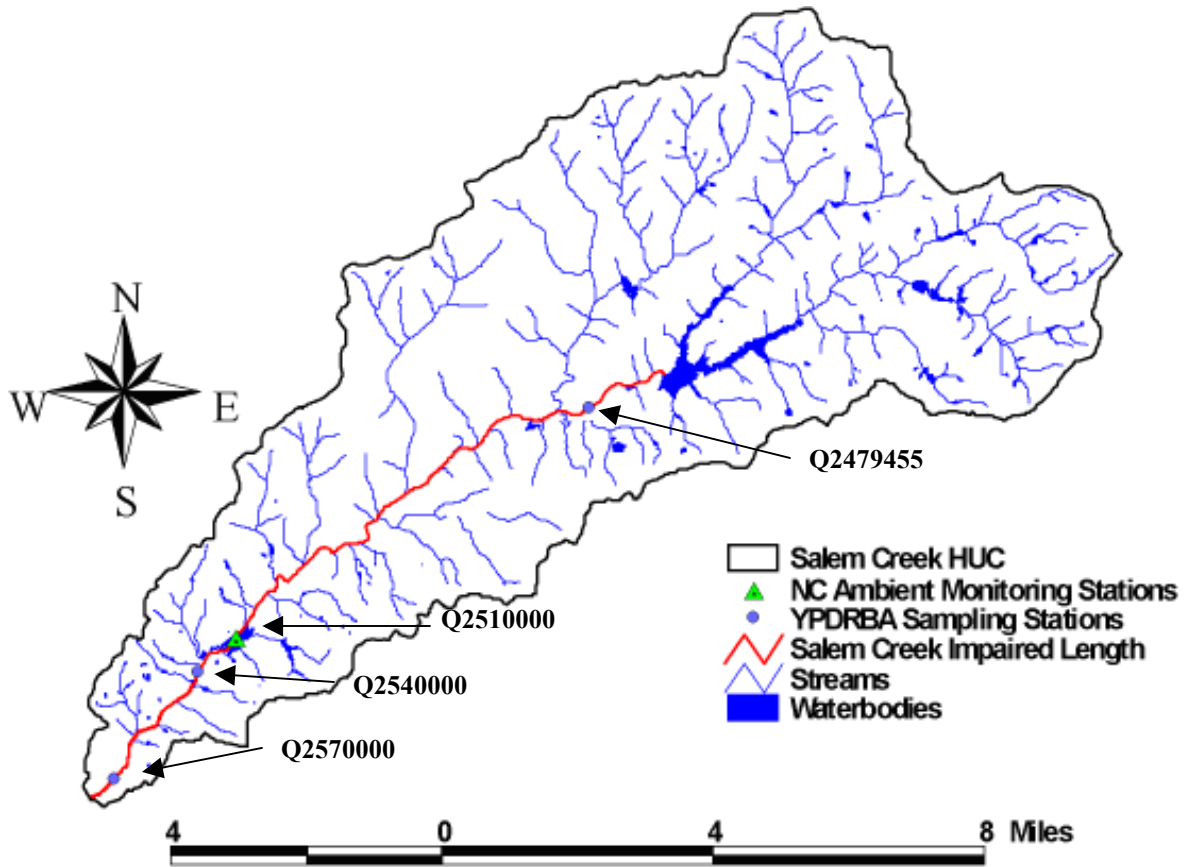 N
W E
S
Q2479455
Salem Creek HUC
NC Ambient Monitoring Stations
YPDRBA Sampling Stations
Salem Creek Impaired Length
Streams
Waterbodies
Q2510000
Q2540000
Q2570000
4 0 4 8 Miles